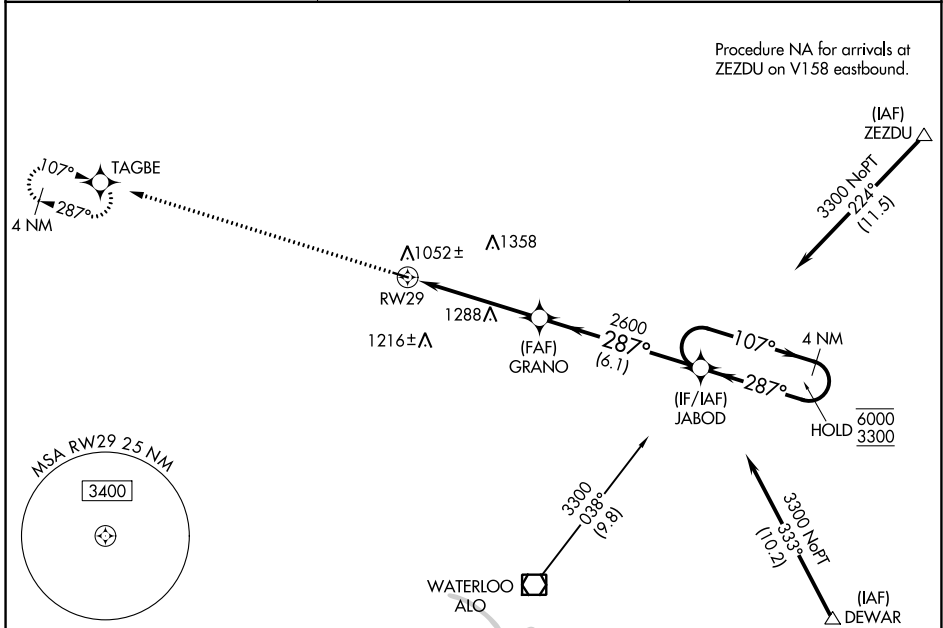 Procedure NA for arrivals at
ZEZDU on V158 eastbound.
(IAF)
ZEZDU
3300 NoPT
224°
(11.5)
107°
TAGBE
287°
4 NM
1052 ±
1358
RW29
1288
1216 ±
(FAF)
GRANO
2600
287°
(6.1)
107°
4 NM
287°
(IF/IAF)
JABOD
HOLD
6000
3300
MSA RW29 25 NM
3400
3300
038°
(9.8)
3300 NoPT
333°
(10.2)
WATERLOO
ALO
(IAF)
DEWAR